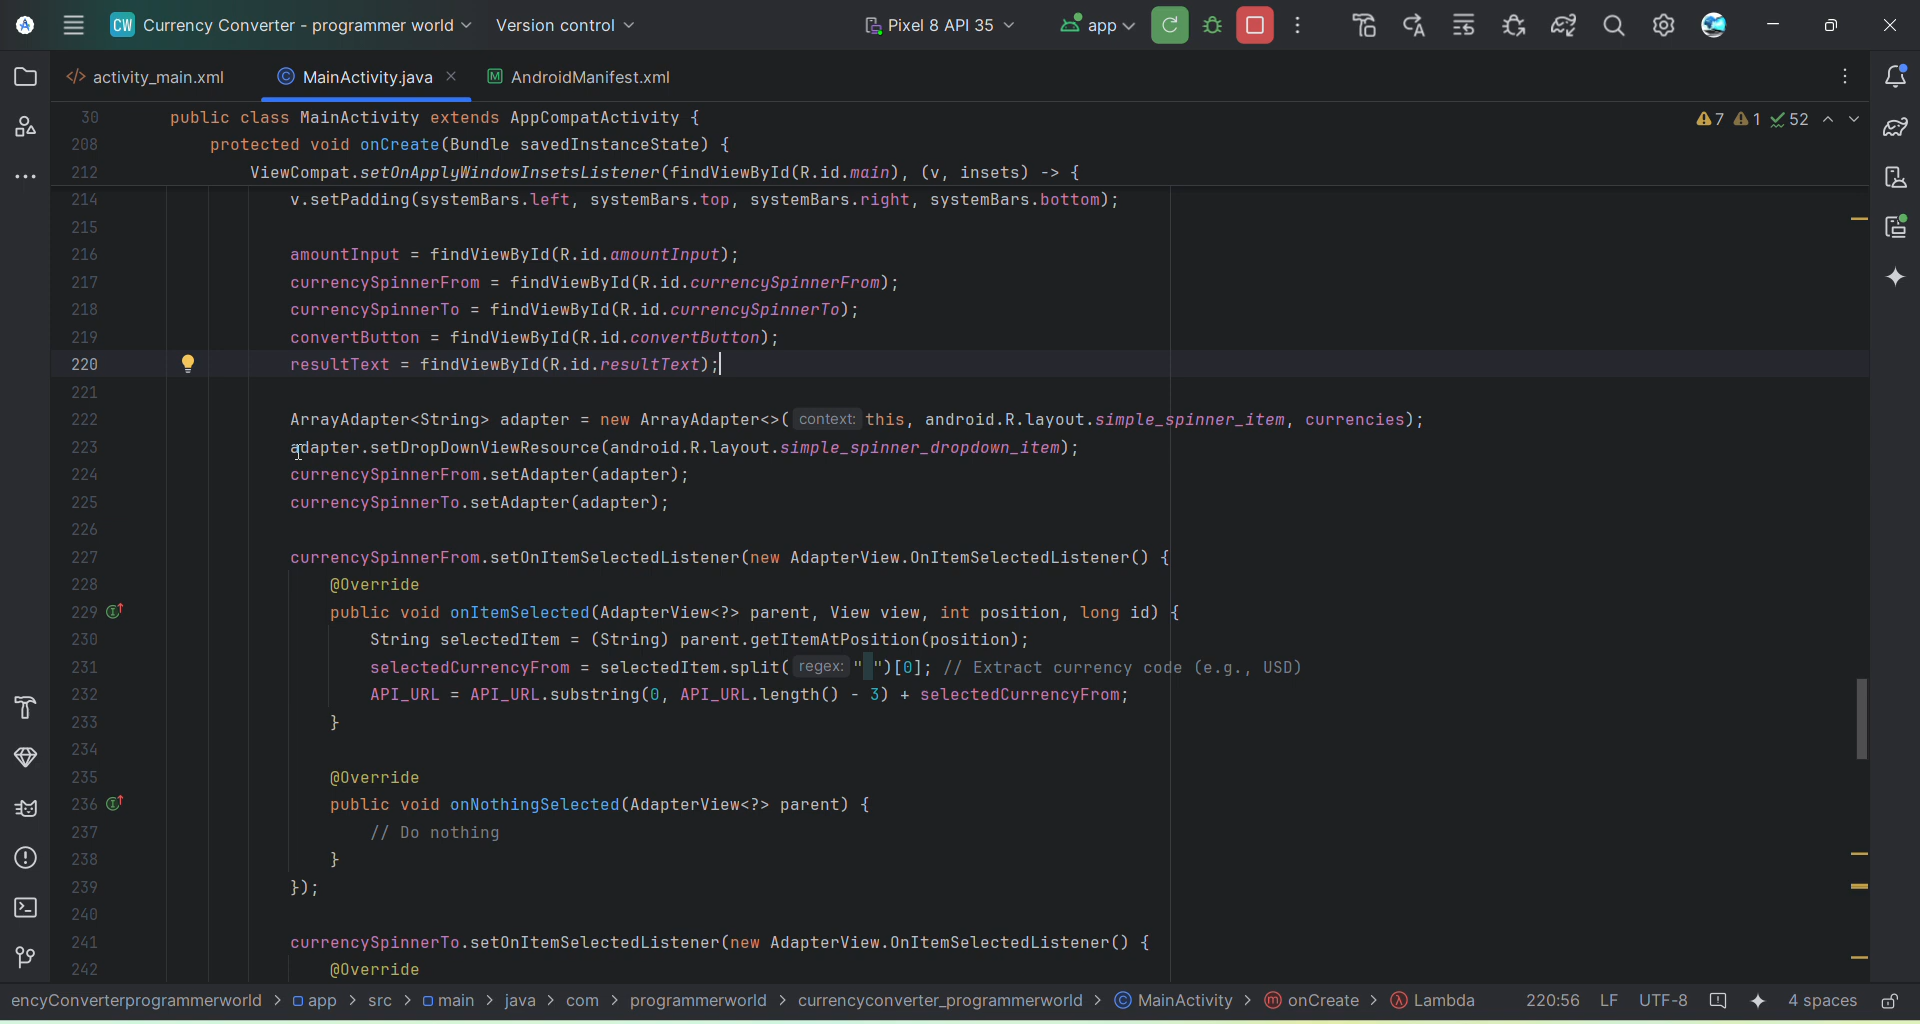 CW Currency Converter - programmer world Version control Pixel 8 API 35 app
</> activity_main.xml C MainActivity.java M AndroidManifest.xml
30 public class MainActivity extends AppCompatActivity { 7 1 52
208 protected void onCreate(Bundle savedInstanceState) {
212 ViewCompat.setOnApplyWindowInsetsListener(findViewById(R.id.main), (v, insets) -> {
214 v.setPadding(systemBars.left, systemBars.top, systemBars.right, systemBars.bottom);
215
216 amountInput = findViewById(R.id.amountInput);
217 currencySpinnerFrom = findViewById(R.id.currencySpinnerFrom);
218 currencySpinnerTo = findViewById(R.id.currencySpinnerTo);
219 convertButton = findViewById(R.id.convertButton);
220 resultText = findViewById(R.id.resultText);
221
222 ArrayAdapter<String> adapter = new ArrayAdapter<>( context: this, android.R.layout.simple_spinner_item, currencies);
223 adapter.setDropDownViewResource(android.R.layout.simple_spinner_dropdown_item);
224 currencySpinnerFrom.setAdapter(adapter);
225 currencySpinnerTo.setAdapter(adapter);
226
227 currencySpinnerFrom.setOnItemSelectedListener(new AdapterView.OnItemSelectedListener() {
228 @Override
229 public void onItemSelected(AdapterView<?> parent, View view, int position, long id) {
230 String selectedItem = (String) parent.getItemAtPosition(position);
231 selectedCurrencyFrom = selectedItem.split( regex: " ")[0]; // Extract currency code (e.g., USD)
232 API_URL = API_URL.substring(0, API_URL.length() - 3) + selectedCurrencyFrom;
233 }
234
235 @Override
236 public void onNothingSelected(AdapterView<?> parent) {
237 // Do nothing
238 }
239 });
240
241 currencySpinnerTo.setOnItemSelectedListener(new AdapterView.OnItemSelectedListener() {
242 @Override
encyConverterprogrammerworld > app > src > main > java > com > programmerworld > currencyconverter_programmerworld > C MainActivity > m onCreate > λ Lambda 220:56 LF UTF-8 4 spaces